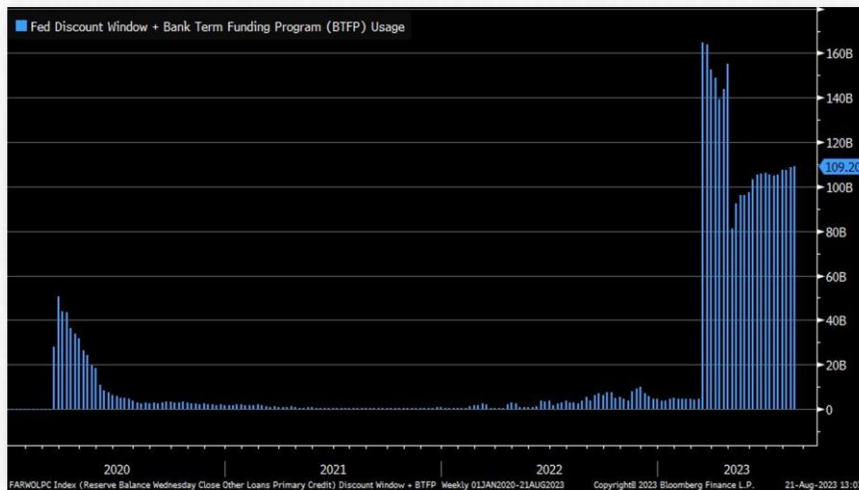 Fed Discount Window + Bank Term Funding Program (BTFP) Usage
160B
140B
120B
109.20
100B
80B
60B
40B
20B
0
2020 2021 2022 2023
FARWOLPC Index (Reserve Balance Wednesday Close Other Loans Primary Credit) Discount Window + BTFP Weekly 01JAN2020-21AUG2023 Copyright© 2023 Bloomberg Finance L.P. 21-Aug-2023 13:0